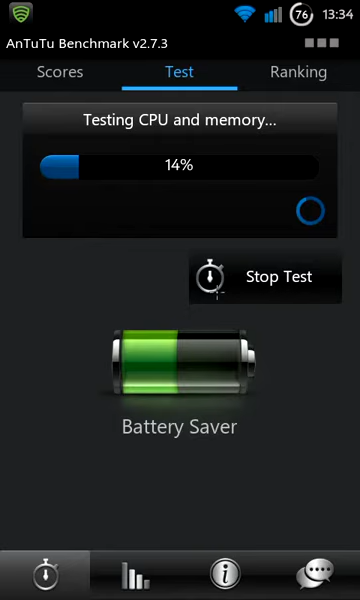 76 13:34
AnTuTu Benchmark v2.7.3
Scores Test Ranking
Testing CPU and memory...
14%
Stop Test
Battery Saver